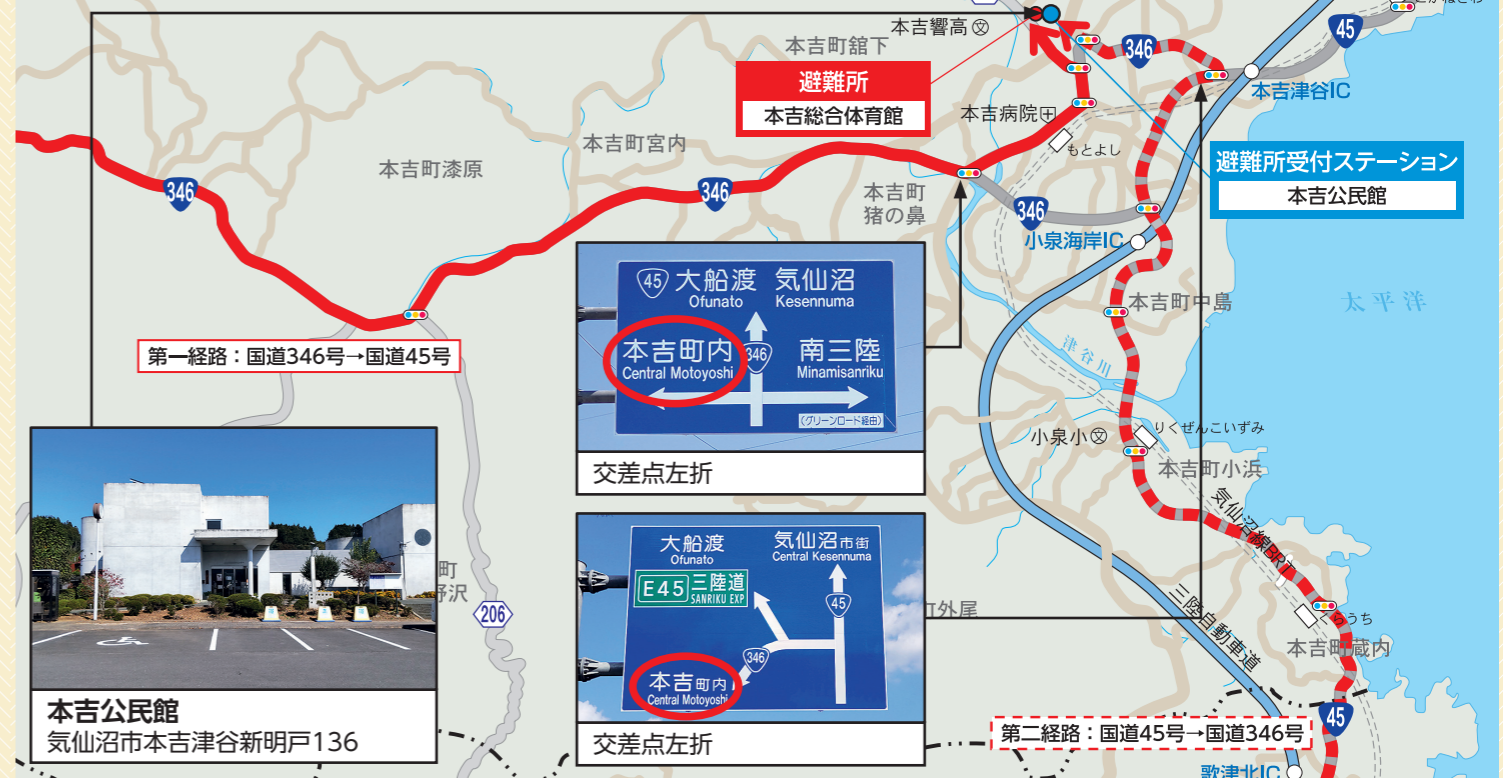 本吉響高
45
本吉町舘下
346
避難所
本吉総合体育館
本吉津谷IC
本吉病院
もとよし
避難所受付ステーション
本吉公民館
本吉町宮内
本吉町漆原
346
346
本吉町
猪の鼻
346
小泉海岸IC
本吉町中島
太平洋
津谷川
第一経路：国道346号→国道45号
45 大船渡 気仙沼
Ofunato Kesennuma
本吉町内 346 南三陸
Central Motoyoshi Minamisanriku
(グリーンロード経由)
交差点左折
小泉小
りくぜんこいずみ
本吉町小浜
気仙沼線BRT
三陸自動車道
くらうち
本吉町蔵内
町
野沢
206
町外尾
大船渡 気仙沼市街
Ofunato Central Kesennuma
E45 三陸道
SANRIKU EXP
45
346
本吉町内
Central Motoyoshi
交差点左折
本吉公民館
気仙沼市本吉津谷新明戸136
第二経路：国道45号→国道346号
45
歌津北IC